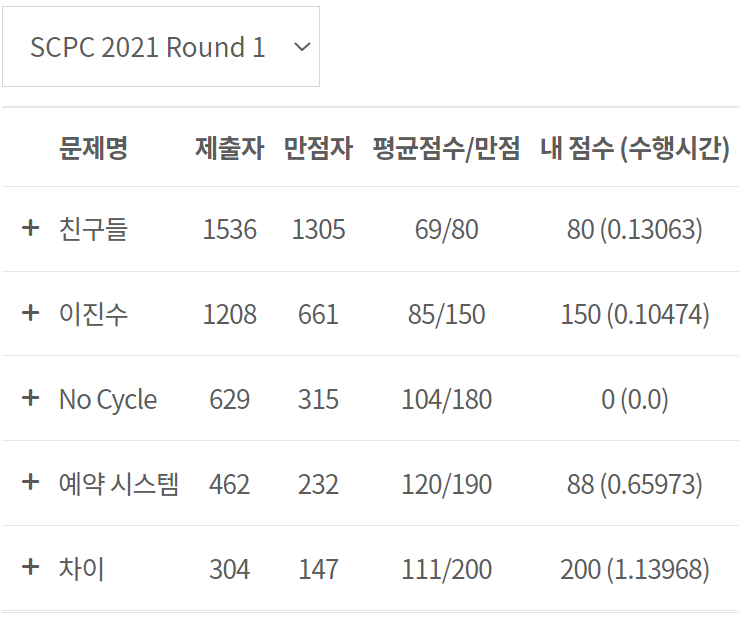 SCPC 2021 Round 1
문제명 제출자 만점자 평균점수/만점 내 점수 (수행시간)
+ 친구들 1536 1305 69/80 80 (0.13063)
+ 이진수 1208 661 85/150 150 (0.10474)
+ No Cycle 629 315 104/180 0 (0.0)
+ 예약 시스템 462 232 120/190 88 (0.65973)
+ 차이 304 147 111/200 200 (1.13968)